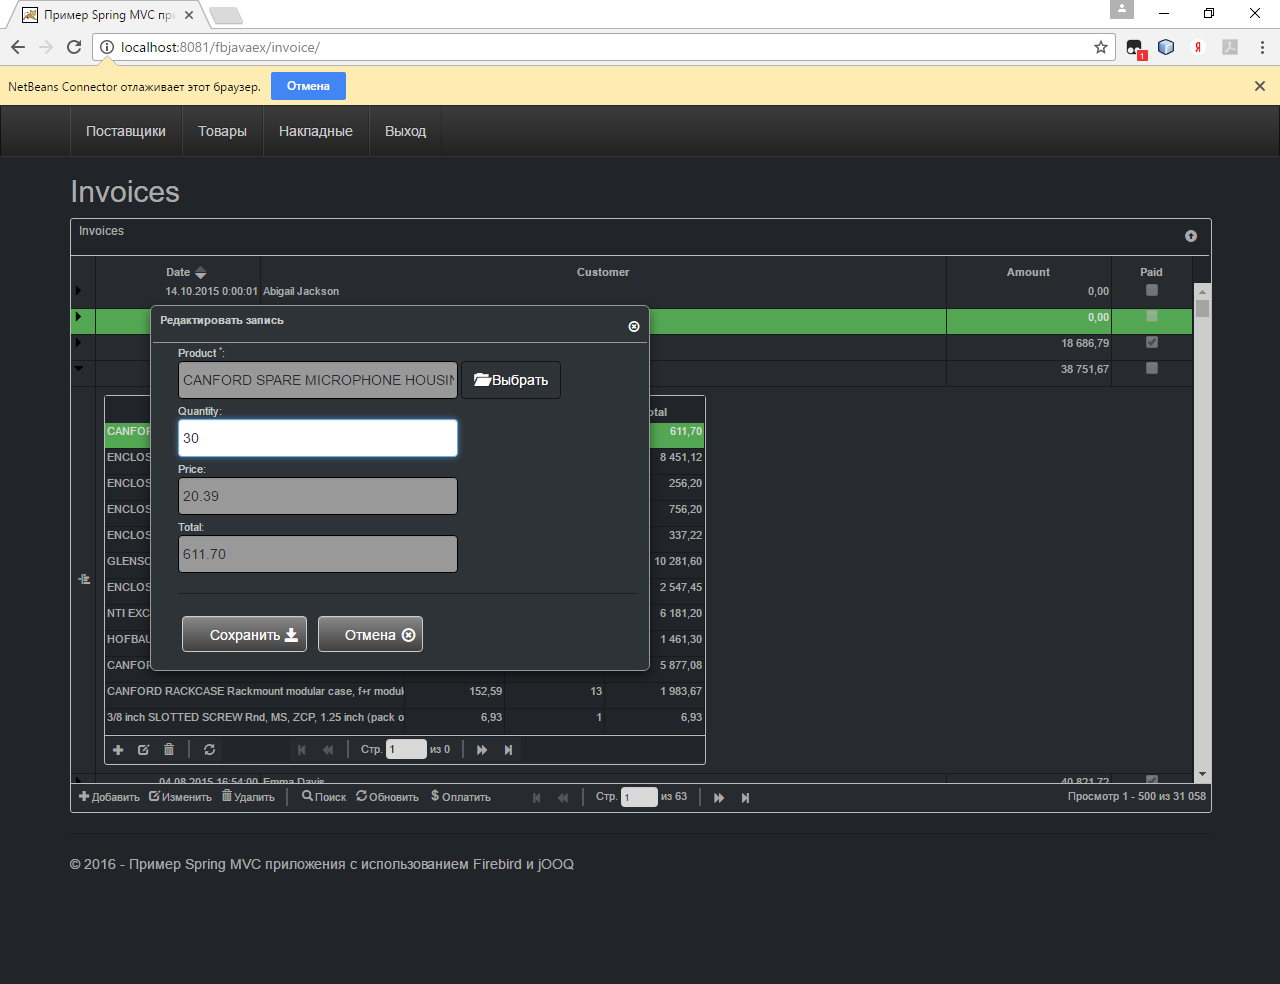 Пример Spring MVC пр
localhost:8081/fbjavaex/invoice/
1
Я
NetBeans Connector отлаживает этот браузер.
Отмена
Поставщики
Товары
Накладные
Выход
Invoices
Invoices
Date
Customer
Amount
Paid
14.10.2015 0:00:01
Abigail Jackson
0,00
0,00
18 686,79
38 751,67
Редактировать запись
Product *:
CANFORD SPARE MICROPHONE HOUSIN
Выбрать
Quantity:
30
Price:
20.39
Total:
611.70
Сохранить
Отмена
otal
CANFOR
611,70
ENCLOS
8 451,12
ENCLOS
256,20
ENCLOS
756,20
ENCLOS
337,22
GLENSO
10 281,60
ENCLOS
2 547,45
NTI EXC
6 181,20
HOFBAU
1 461,30
CANFOR
5 877,08
CANFORD RACKCASE Rackmount modular case, f+r modul
152,59
13
1 983,67
3/8 inch SLOTTED SCREW Rnd, MS, ZCP, 1.25 inch (pack o
6,93
1
6,93
Стр. 1 из 0
04.08.2015 16:54:00
Emma Davis
40 821,72
Добавить
Изменить
Удалить
Поиск
Обновить
$ Оплатить
Стр. 1 из 63
Просмотр 1 - 500 из 31 058
© 2016 - Пример Spring MVC приложения с использованием Firebird и jOOQ